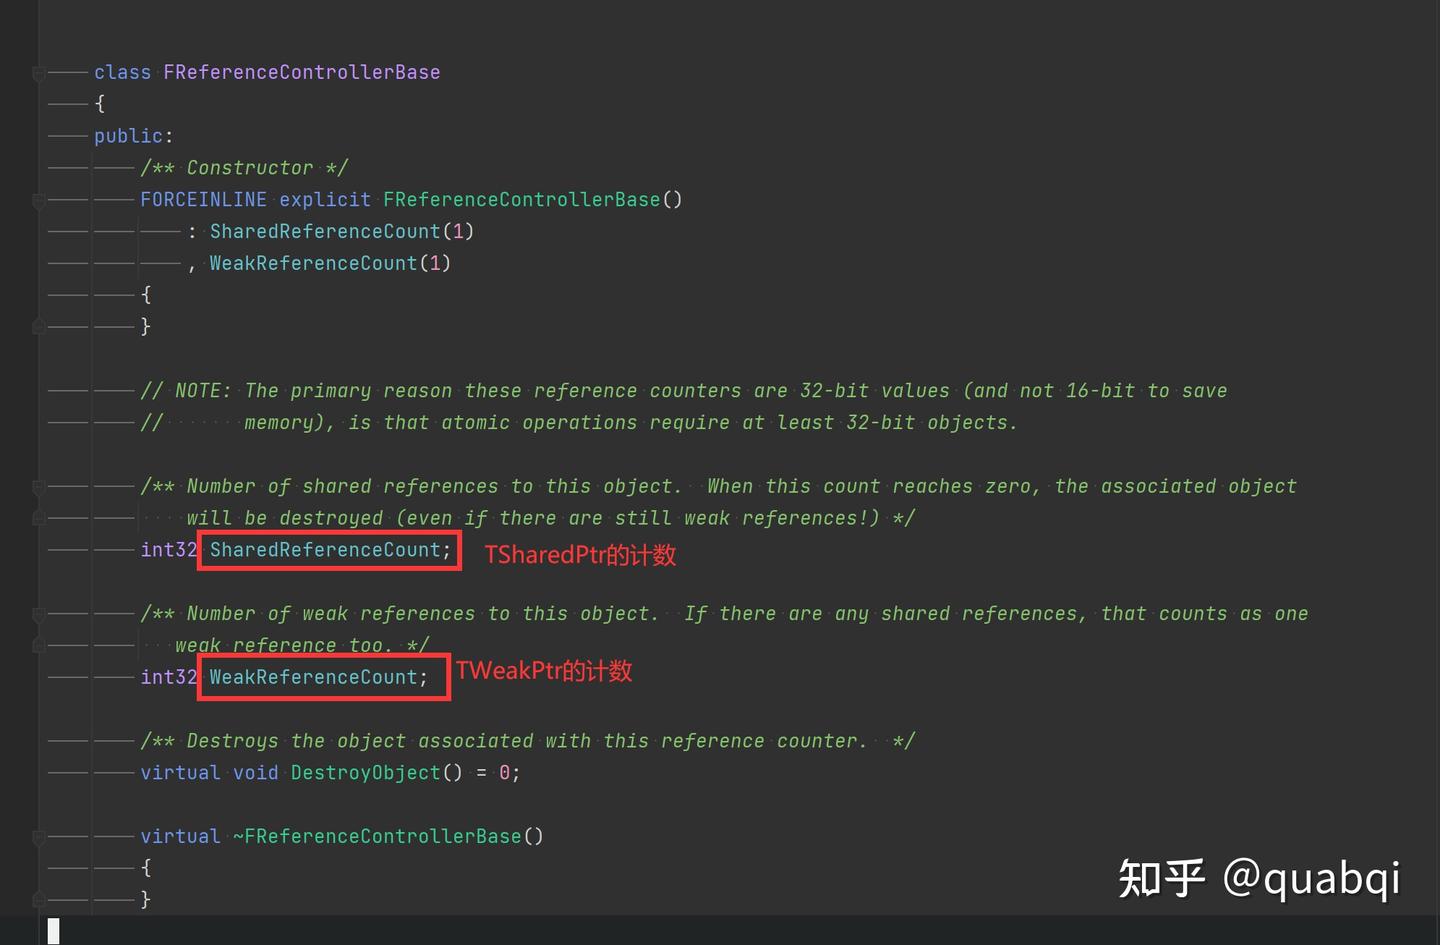 class FReferenceControllerBase
{
public:
/** Constructor */
FORCEINLINE explicit FReferenceControllerBase()
: SharedReferenceCount(1)
, WeakReferenceCount(1)
{
}
// NOTE: The primary reason these reference counters are 32-bit values (and not 16-bit to save
// memory), is that atomic operations require at least 32-bit objects.
/** Number of shared references to this object. When this count reaches zero, the associated object
will be destroyed (even if there are still weak references!) */
int32 SharedReferenceCount; TSharedPtr的计数
/** Number of weak references to this object. If there are any shared references, that counts as one
weak reference too. */
int32 WeakReferenceCount; TWeakPtr的计数
/** Destroys the object associated with this reference counter. */
virtual void DestroyObject() = 0;
virtual ~FReferenceControllerBase()
{
}
知乎 @quabqi